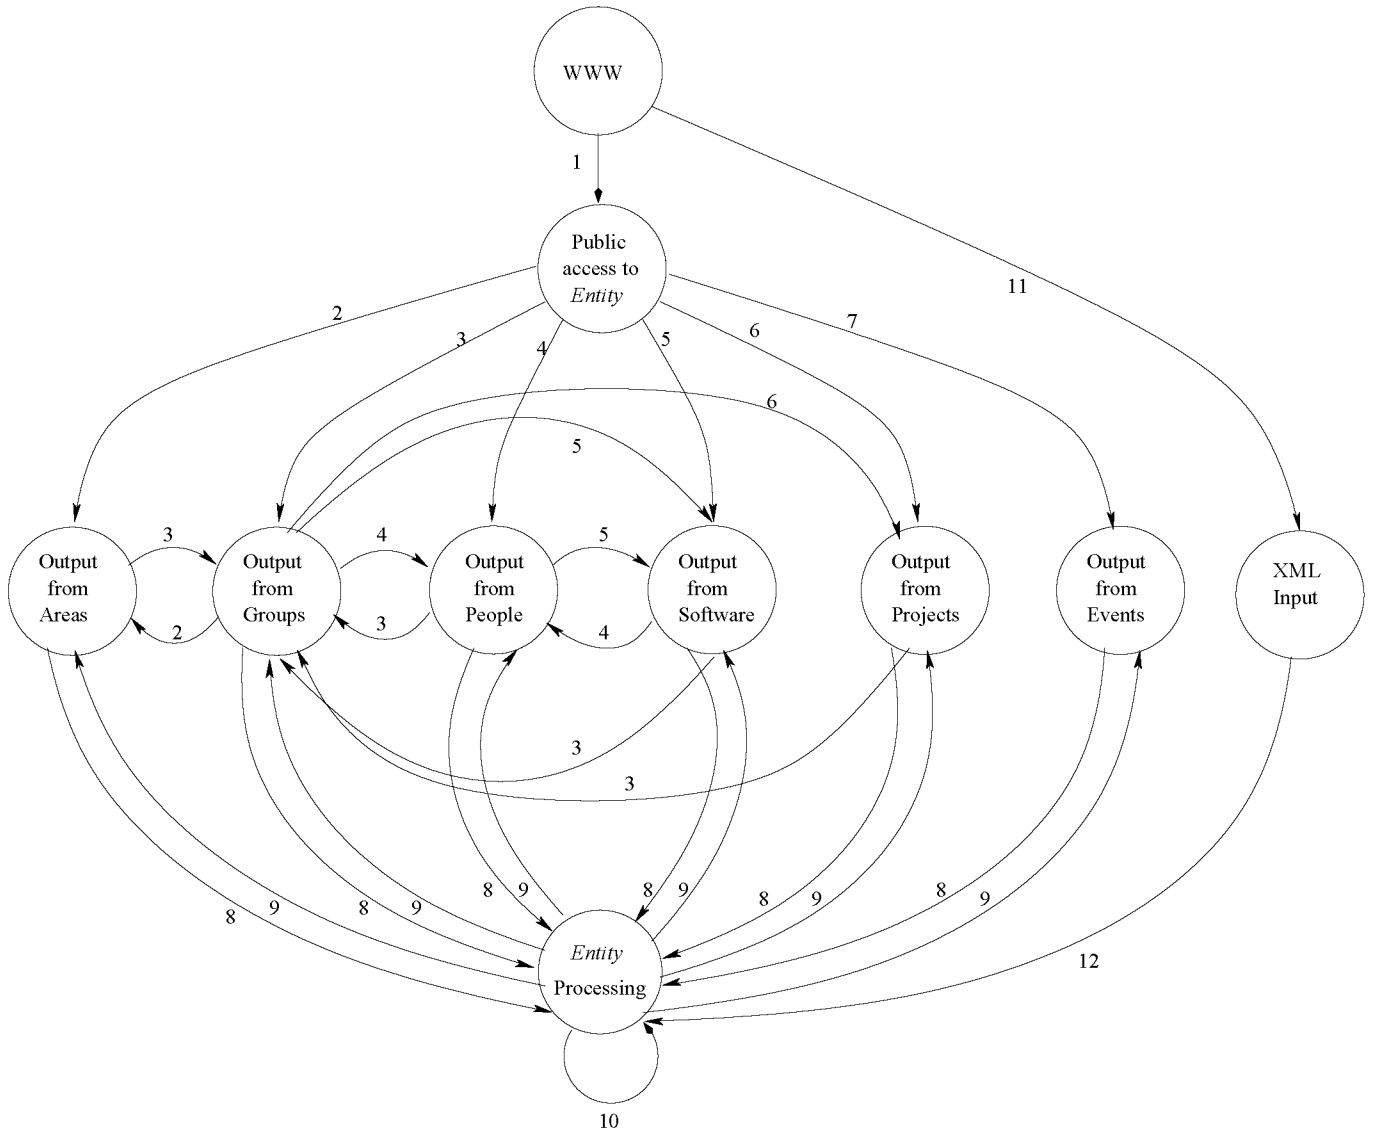 WWW
1
11
Public
access to
Entity
2
3
4
5
6
7
6
5
3
4
5
Output
from
Areas
Output
from
Groups
Output
from
People
Output
from
Software
Output
from
Projects
Output
from
Events
XML
Input
2
3
4
3
3
8
9
8
9
8
9
8
9
8
9
8
9
12
Entity
Processing
10